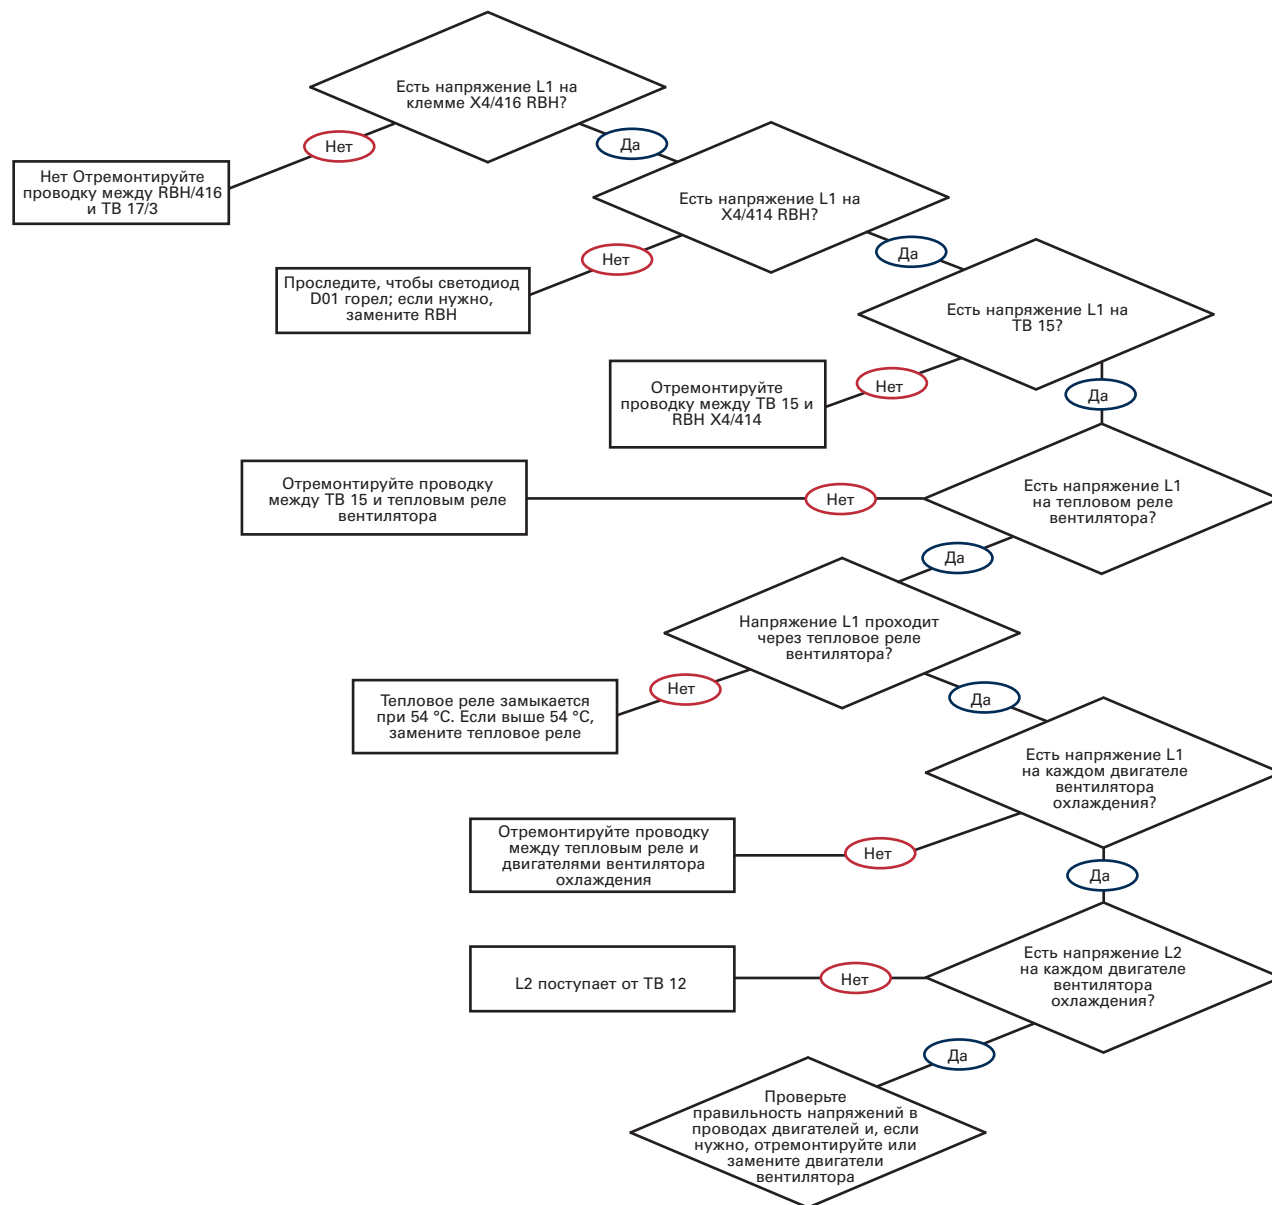 Есть напряжение L1 на
клемме X4/416 RBH?
Нет
Да
Нет Отремонтируйте
проводку между RBH/416
и ТВ 17/3
Есть напряжение L1 на
X4/414 RBH?
Нет
Да
Проследите, чтобы светодиод
D01 горел; если нужно,
замените RBH
Есть напряжение L1 на
ТВ 15?
Нет
Да
Отремонтируйте
проводку между ТВ 15 и
RBH X4/414
Есть напряжение L1
на тепловом реле
вентилятора?
Нет
Да
Отремонтируйте проводку
между ТВ 15 и тепловым реле
вентилятора
Напряжение L1 проходит
через тепловое реле
вентилятора?
Нет
Да
Тепловое реле замыкается
при 54 °C. Если выше 54 °C,
замените тепловое реле
Есть напряжение L1
на каждом двигателе
вентилятора
охлаждения?
Нет
Да
Отремонтируйте проводку
между тепловым реле и
двигателями вентилятора
охлаждения
Есть напряжение L2
на каждом двигателе
вентилятора
охлаждения?
Нет
Да
L2 поступает от ТВ 12
Проверьте
правильность напряжений в
проводах двигателей и, если
нужно, отремонтируйте или
замените двигатели
вентилятора